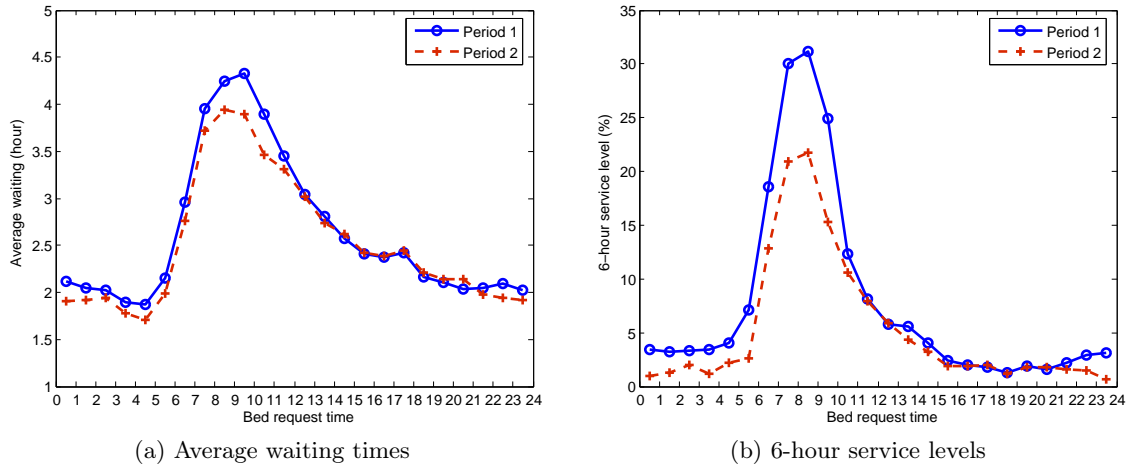 5
4.5
4
3.5
3
2.5
2
1.5
1
Average waiting (hour)
0 1 2 3 4 5 6 7 8 9 10 11 12 13 14 15 16 17 18 19 20 21 22 23 24
Bed request time
Period 1
Period 2
(a) Average waiting times
35
30
25
20
15
10
5
0
6−hour service level (%)
0 1 2 3 4 5 6 7 8 9 10 11 12 13 14 15 16 17 18 19 20 21 22 23 24
Bed request time
Period 1
Period 2
(b) 6-hour service levels